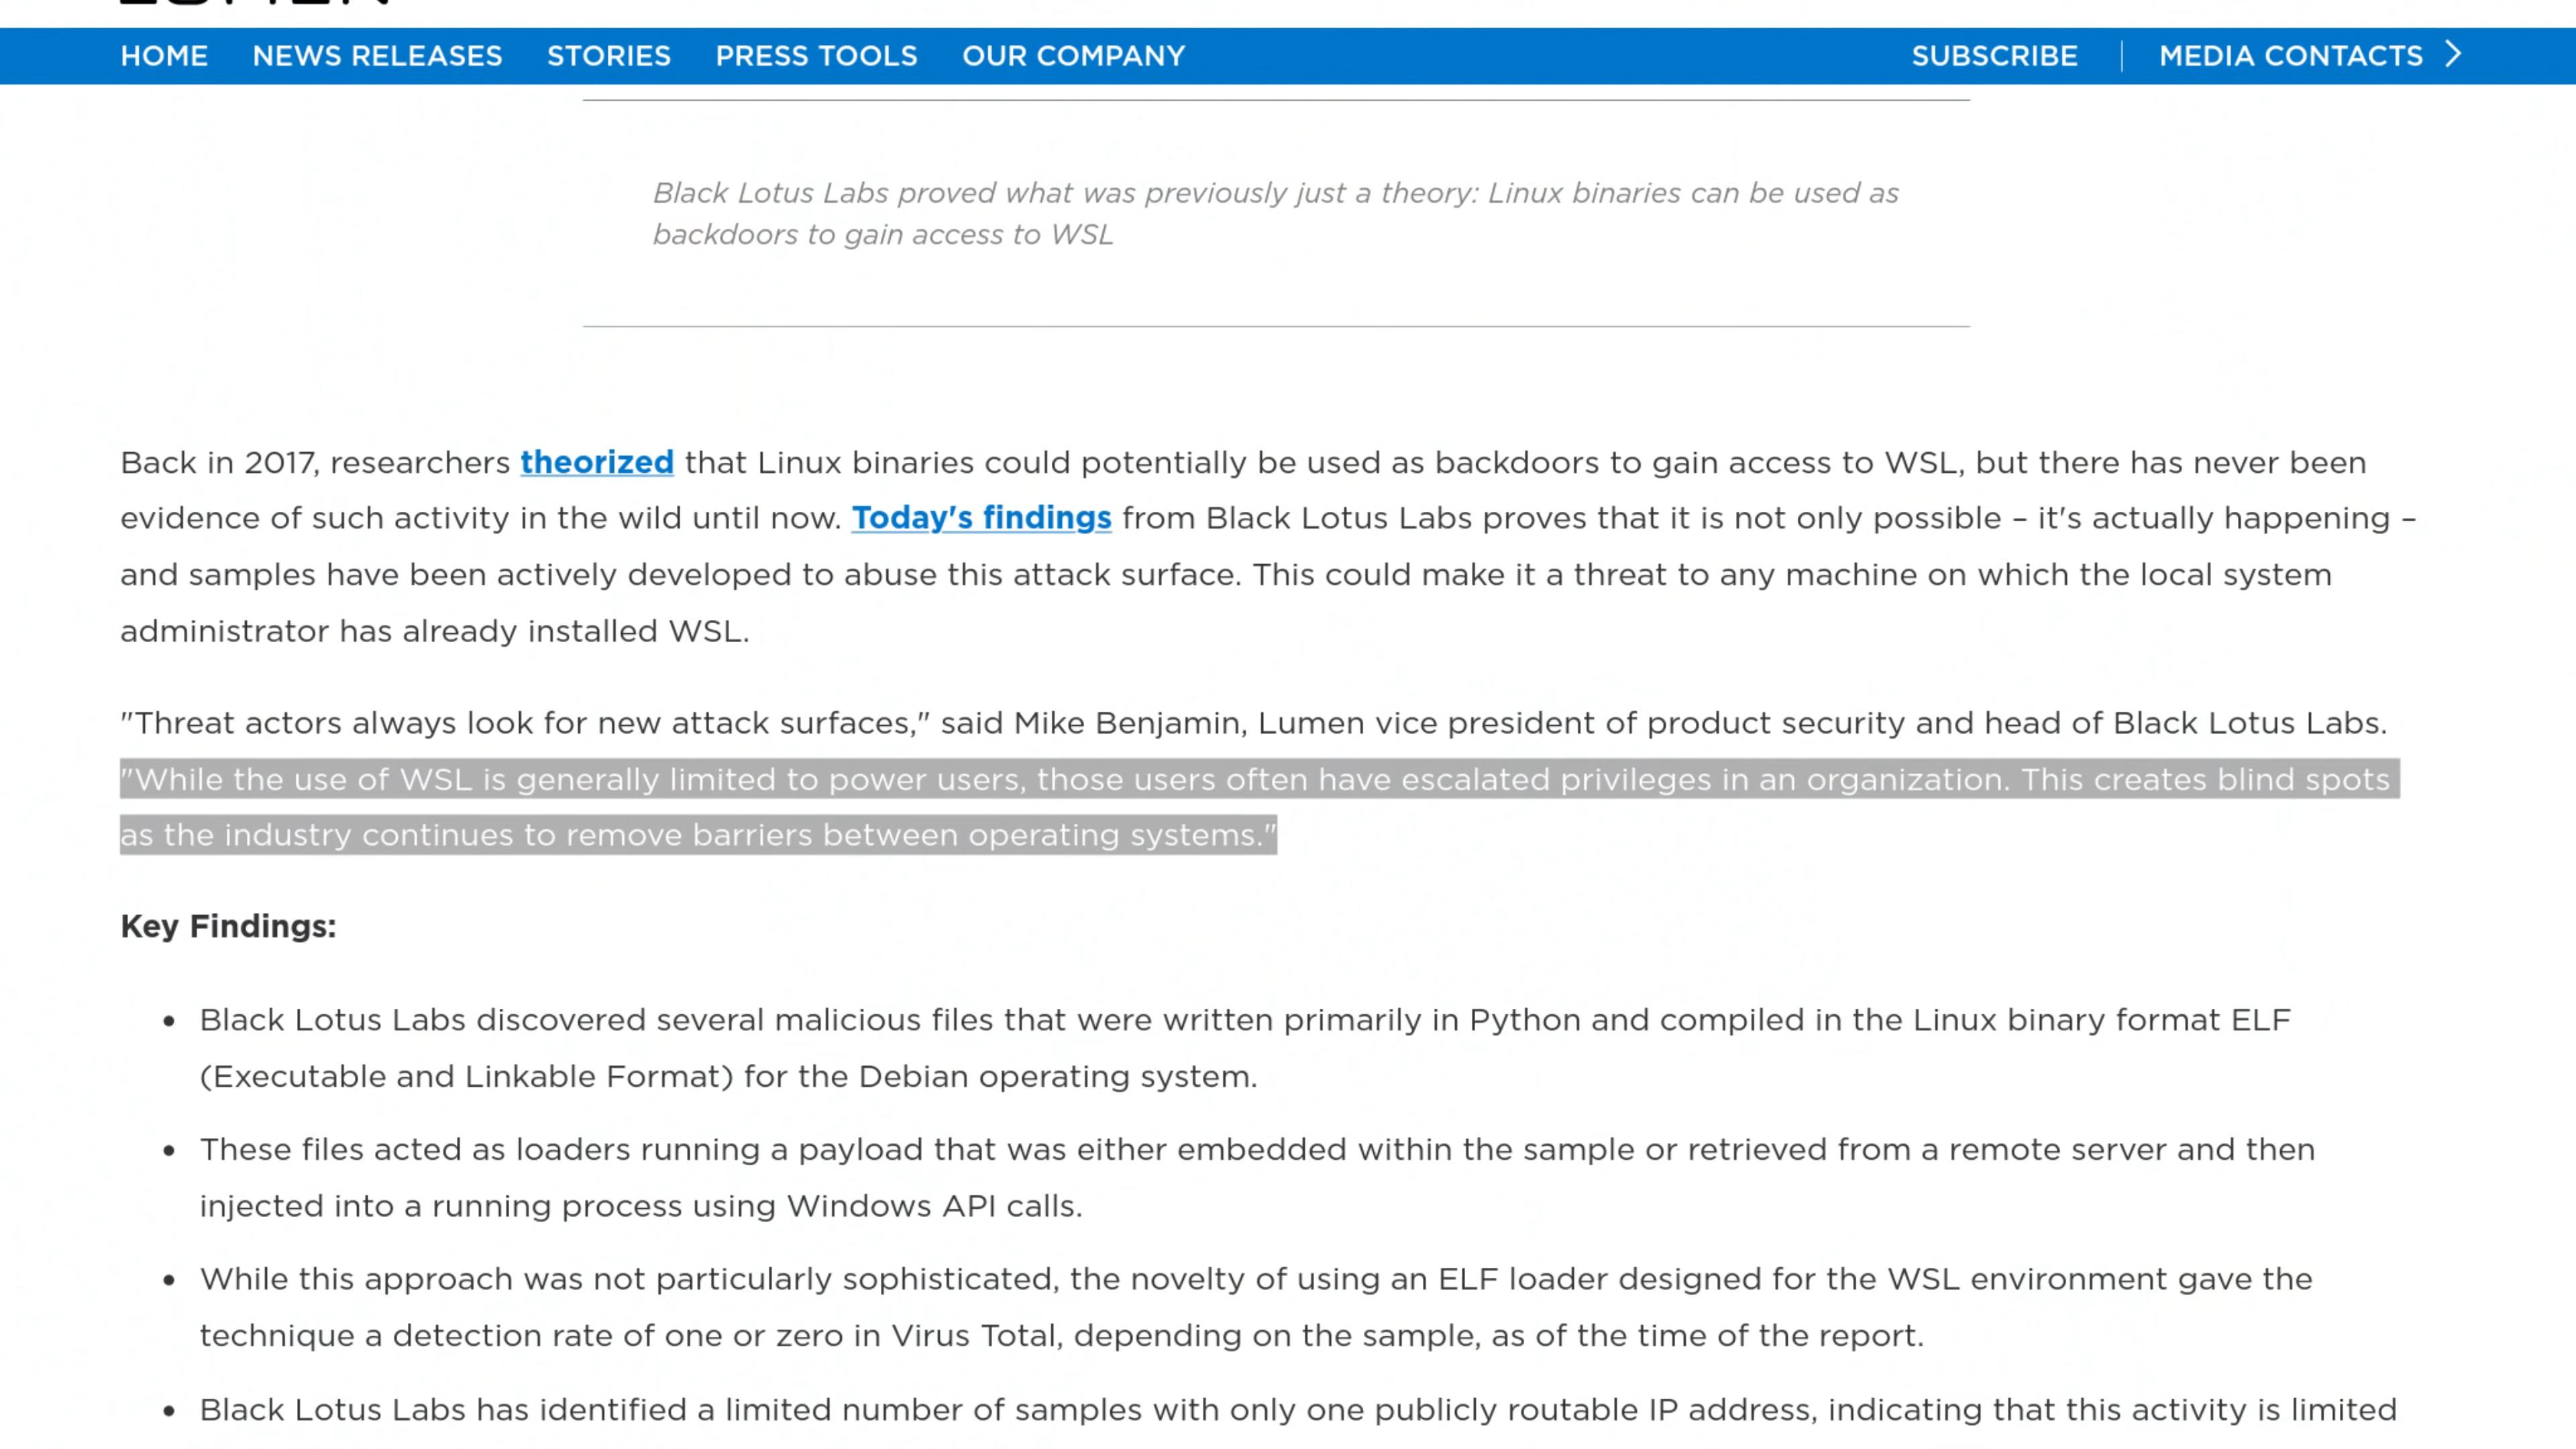 HOME NEWS RELEASES STORIES PRESS TOOLS OUR COMPANY SUBSCRIBE MEDIA CONTACTS
Black Lotus Labs proved what was previously just a theory: Linux binaries can be used as
backdoors to gain access to WSL
Back in 2017, researchers theorized that Linux binaries could potentially be used as backdoors to gain access to WSL, but there has never been
evidence of such activity in the wild until now. Today's findings from Black Lotus Labs proves that it is not only possible – it's actually happening –
and samples have been actively developed to abuse this attack surface. This could make it a threat to any machine on which the local system
administrator has already installed WSL.
"Threat actors always look for new attack surfaces," said Mike Benjamin, Lumen vice president of product security and head of Black Lotus Labs.
"While the use of WSL is generally limited to power users, those users often have escalated privileges in an organization. This creates blind spots
as the industry continues to remove barriers between operating systems."
Key Findings:
• Black Lotus Labs discovered several malicious files that were written primarily in Python and compiled in the Linux binary format ELF
(Executable and Linkable Format) for the Debian operating system.
• These files acted as loaders running a payload that was either embedded within the sample or retrieved from a remote server and then
injected into a running process using Windows API calls.
• While this approach was not particularly sophisticated, the novelty of using an ELF loader designed for the WSL environment gave the
technique a detection rate of one or zero in Virus Total, depending on the sample, as of the time of the report.
• Black Lotus Labs has identified a limited number of samples with only one publicly routable IP address, indicating that this activity is limited